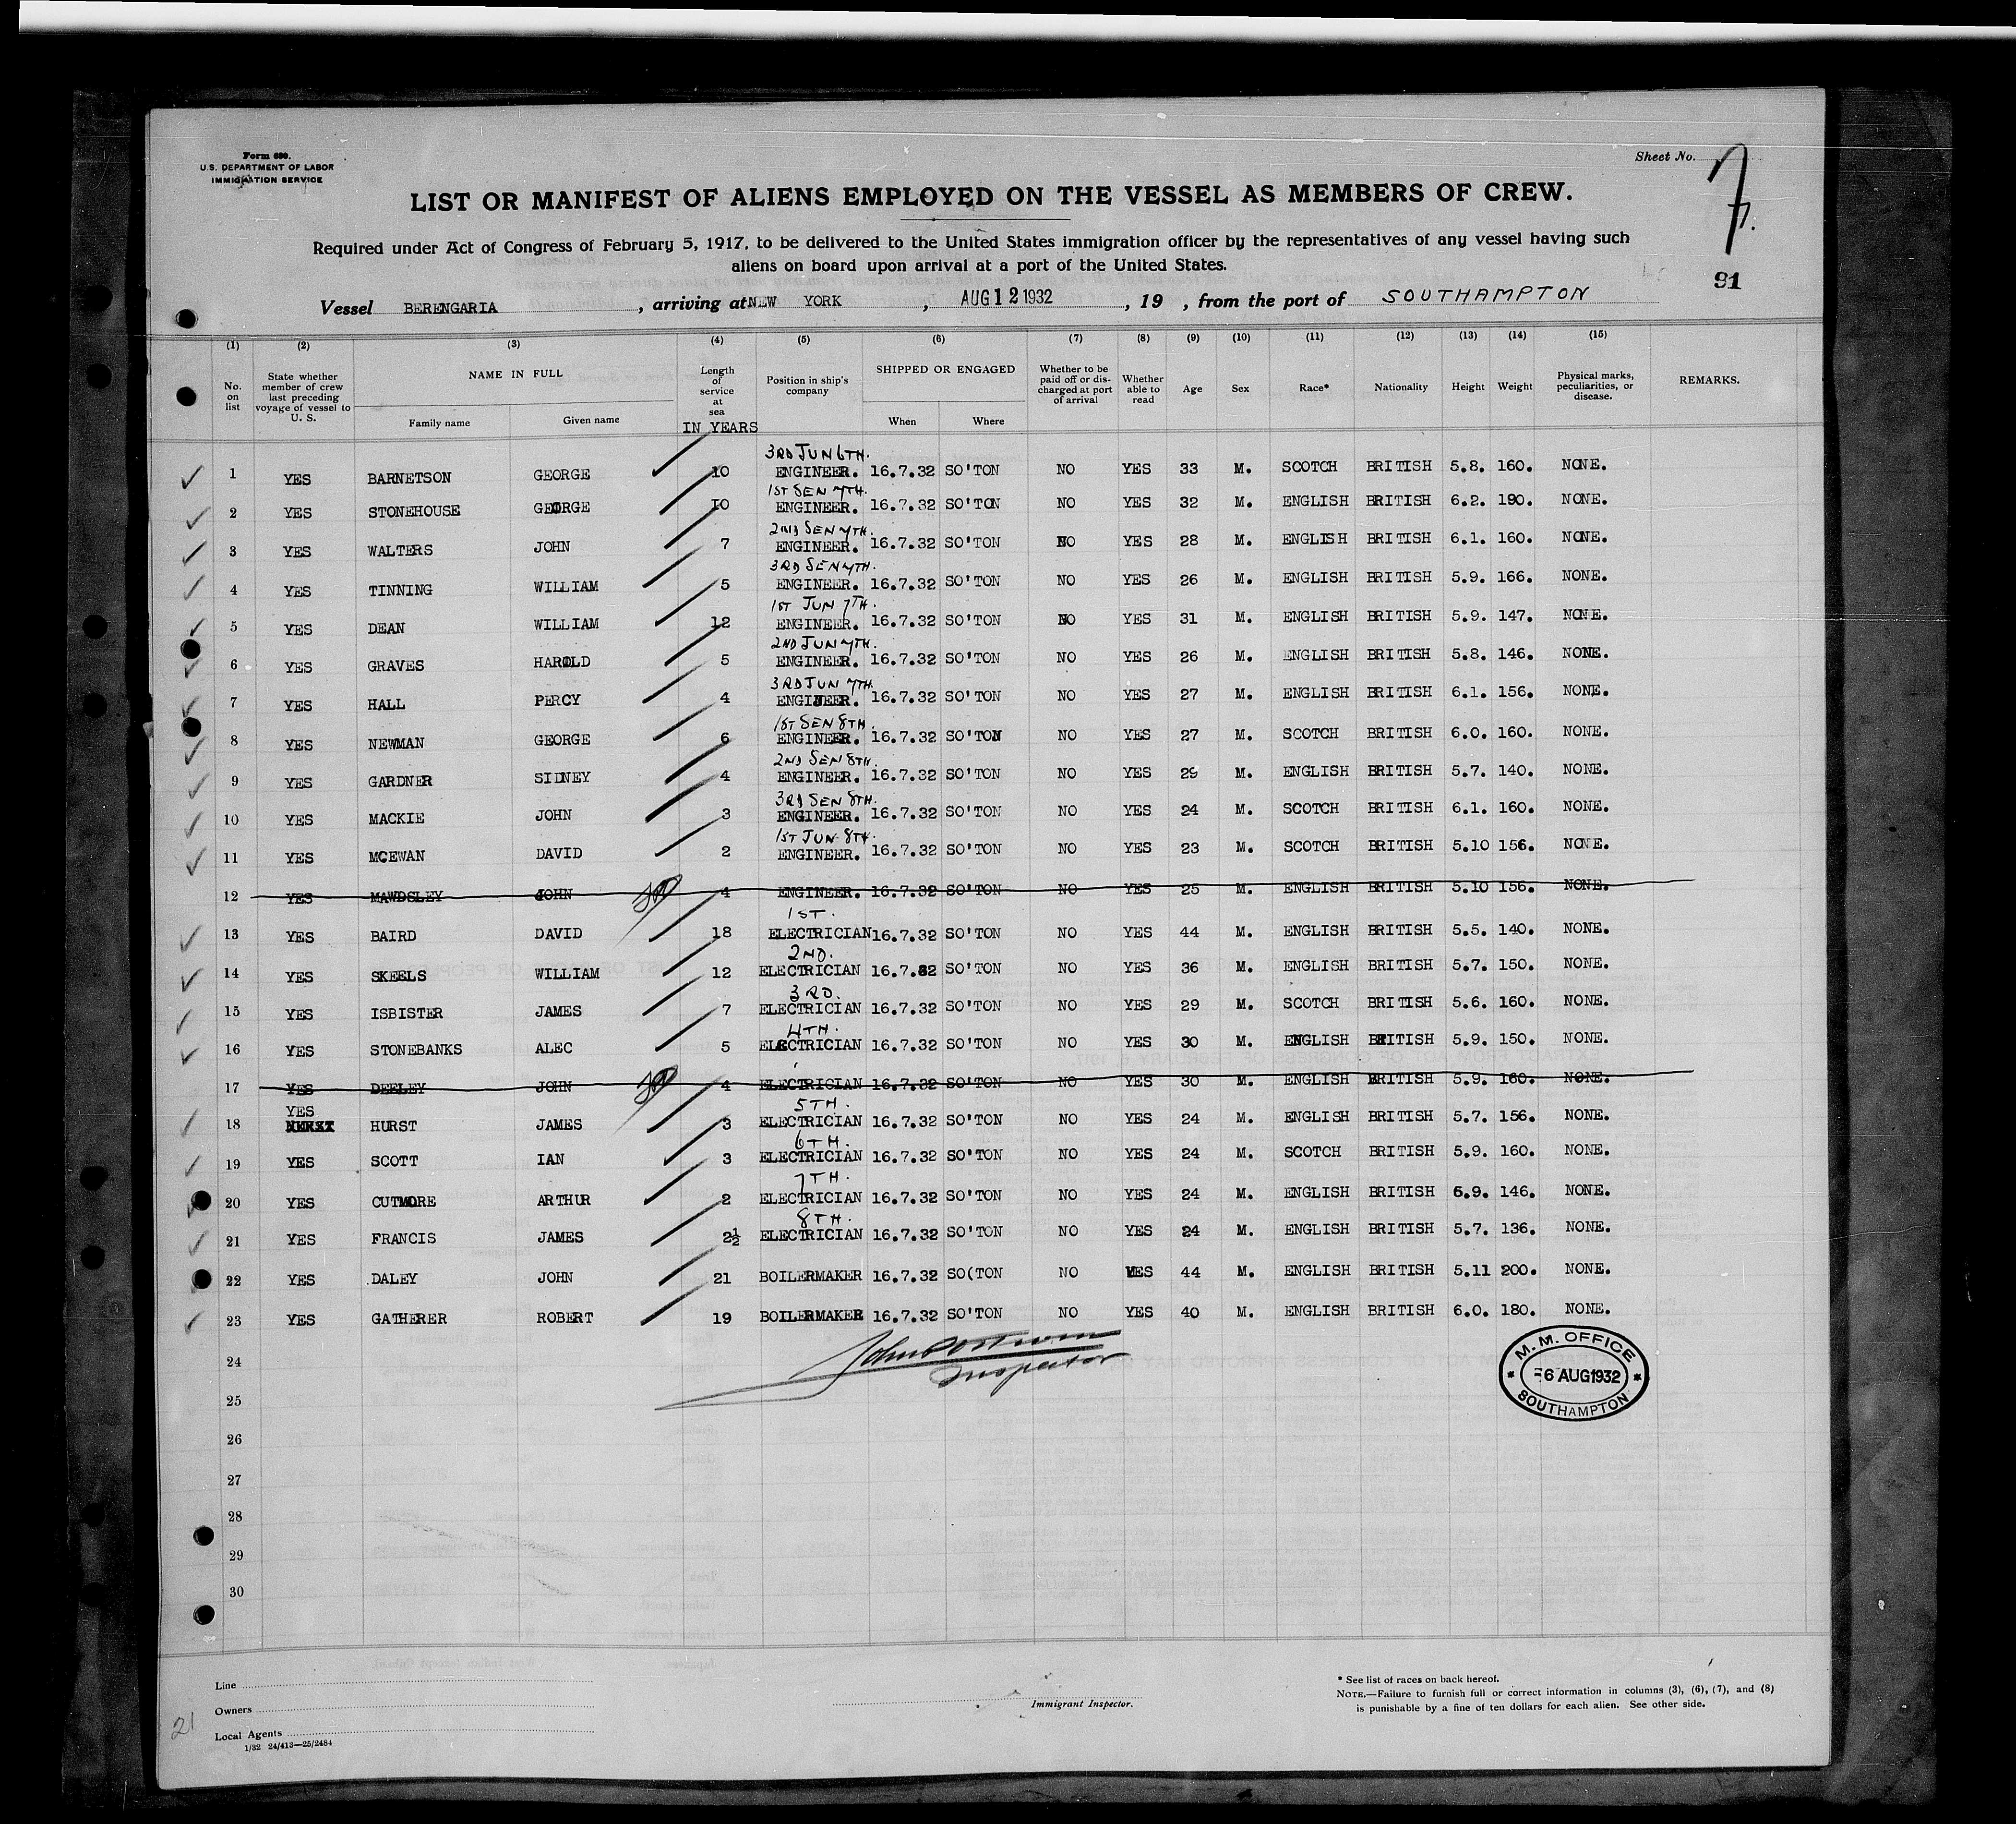 Form 680.
U.S. DEPARTMENT OF LABOR
IMMIGRATION SERVICE
Sheet No. 7.
LIST OR MANIFEST OF ALIENS EMPLOYED ON THE VESSEL AS MEMBERS OF CREW.
Required under Act of Congress of February 5, 1917, to be delivered to the United States immigration officer by the representatives of any vessel having such
aliens on board upon arrival at a port of the United States.
91
Vessel BERENGARIA , arriving at NEW YORK , AUG 12 1932 , 19 , from the port of SOUTHAMPTON
(1) (2) (3) (4) (5) (6) (7) (8) (9) (10) (11) (12) (13) (14) (15)
No. on list
State whether member of crew last preceding voyage of vessel to U. S.
NAME IN FULL
Family name
Given name
Length of service at sea
IN YEARS
Position in ship's company
SHIPPED OR ENGAGED
When
Where
Whether to be paid off or discharged at port of arrival
Whether able to read
Age
Sex
Race*
Nationality
Height
Weight
Physical marks, peculiarities, or disease.
REMARKS.
3RD JUN 6TH.
1 YES BARNETSON GEORGE 10 ENGINEER. 16.7.32 SO'TON NO YES 33 M. SCOTCH BRITISH 5.8. 160. NONE.
1ST SEN 7TH.
2 YES STONEHOUSE GEORGE 10 ENGINEER. 16.7.32 SO'TON NO YES 32 M. ENGLISH BRITISH 6.2. 190. NONE.
2ND SEN 7TH.
3 YES WALTERS JOHN 7 ENGINEER. 16.7.32 SO'TON NO YES 28 M. ENGLISH BRITISH 6.1. 160. NONE.
3RD SEN 7TH.
4 YES TINNING WILLIAM 5 ENGINEER. 16.7.32 SO'TON NO YES 26 M. ENGLISH BRITISH 5.9. 166. NONE.
1ST JUN 7TH.
5 YES DEAN WILLIAM 12 ENGINEER. 16.7.32 SO'TON NO YES 31 M. ENGLISH BRITISH 5.9. 147. NONE.
2ND JUN 7TH.
6 YES GRAVES HAROLD 5 ENGINEER. 16.7.32 SO'TON NO YES 26 M. ENGLISH BRITISH 5.8. 146. NONE.
3RD JUN 7TH.
7 YES HALL PERCY 4 ENGINEER. 16.7.32 SO'TON NO YES 27 M. ENGLISH BRITISH 6.1. 156. NONE.
1ST SEN 8TH.
8 YES NEWMAN GEORGE 6 ENGINEER. 16.7.32 SO'TON NO YES 27 M. SCOTCH BRITISH 6.0. 160. NONE.
2ND SEN 8TH.
9 YES GARDNER SIDNEY 4 ENGINEER. 16.7.32 SO'TON NO YES 29 M. ENGLISH BRITISH 5.7. 140. NONE.
3RD SEN 8TH.
10 YES MACKIE JOHN 3 ENGINEER. 16.7.32 SO'TON NO YES 24 M. SCOTCH BRITISH 6.1. 160. NONE.
1ST JUN. 8TH.
11 YES MCEWAN DAVID 2 ENGINEER. 16.7.32 SO'TON NO YES 23 M. SCOTCH BRITISH 5.10 156. NONE.
12 YES MAWDSLEY JOHN 4 ENGINEER. 16.7.32 SO'TON NO YES 25 M. ENGLISH BRITISH 5.10 156. NONE.
1ST.
13 YES BAIRD DAVID 18 ELECTRICIAN 16.7.32 SO'TON NO YES 44 M. ENGLISH BRITISH 5.5. 140. NONE.
2ND.
14 YES SKEELS WILLIAM 12 ELECTRICIAN 16.7.32 SO'TON NO YES 36 M. ENGLISH BRITISH 5.7. 150. NONE.
3RD.
15 YES ISBISTER JAMES 7 ELECTRICIAN 16.7.32 SO'TON NO YES 29 M. SCOTCH BRITISH 5.6. 160. NONE.
4TH.
16 YES STONEBANKS ALEC 5 ELECTRICIAN 16.7.32 SO'TON NO YES 30 M. ENGLISH BRITISH 5.9. 150. NONE.
17 YES DEELEY JOHN 4 ELECTRICIAN 16.7.32 SO'TON NO YES 30 M. ENGLISH BRITISH 5.9. 160. NONE.
5TH.
18 YES HURST JAMES 3 ELECTRICIAN 16.7.32 SO'TON NO YES 24 M. ENGLISH BRITISH 5.7. 156. NONE.
6TH.
19 YES SCOTT IAN 3 ELECTRICIAN 16.7.32 SO'TON NO YES 24 M. SCOTCH BRITISH 5.9. 160. NONE.
7TH.
20 YES CUTMORE ARTHUR 2 ELECTRICIAN 16.7.32 SO'TON NO YES 24 M. ENGLISH BRITISH 6.9. 146. NONE.
8TH.
21 YES FRANCIS JAMES 2½ ELECTRICIAN 16.7.32 SO'TON NO YES 24 M. ENGLISH BRITISH 5.7. 136. NONE.
22 YES DALEY JOHN 21 BOILERMAKER 16.7.32 SO(TON NO YES 44 M. ENGLISH BRITISH 5.11 200. NONE.
23 YES GATHERER ROBERT 19 BOILERMAKER 16.7.32 SO'TON NO YES 40 M. ENGLISH BRITISH 6.0. 180. NONE.
24
Inspector
M. M. OFFICE
-6 AUG 1932
SOUTHAMPTON
25
26
27
28
29
30
Line
Owners
Local Agents
1/32 24/413—25/2484
21
Immigrant Inspector.
* See list of races on back hereof.
NOTE.—Failure to furnish full or correct information in columns (3), (6), (7), and (8)
is punishable by a fine of ten dollars for each alien. See other side.